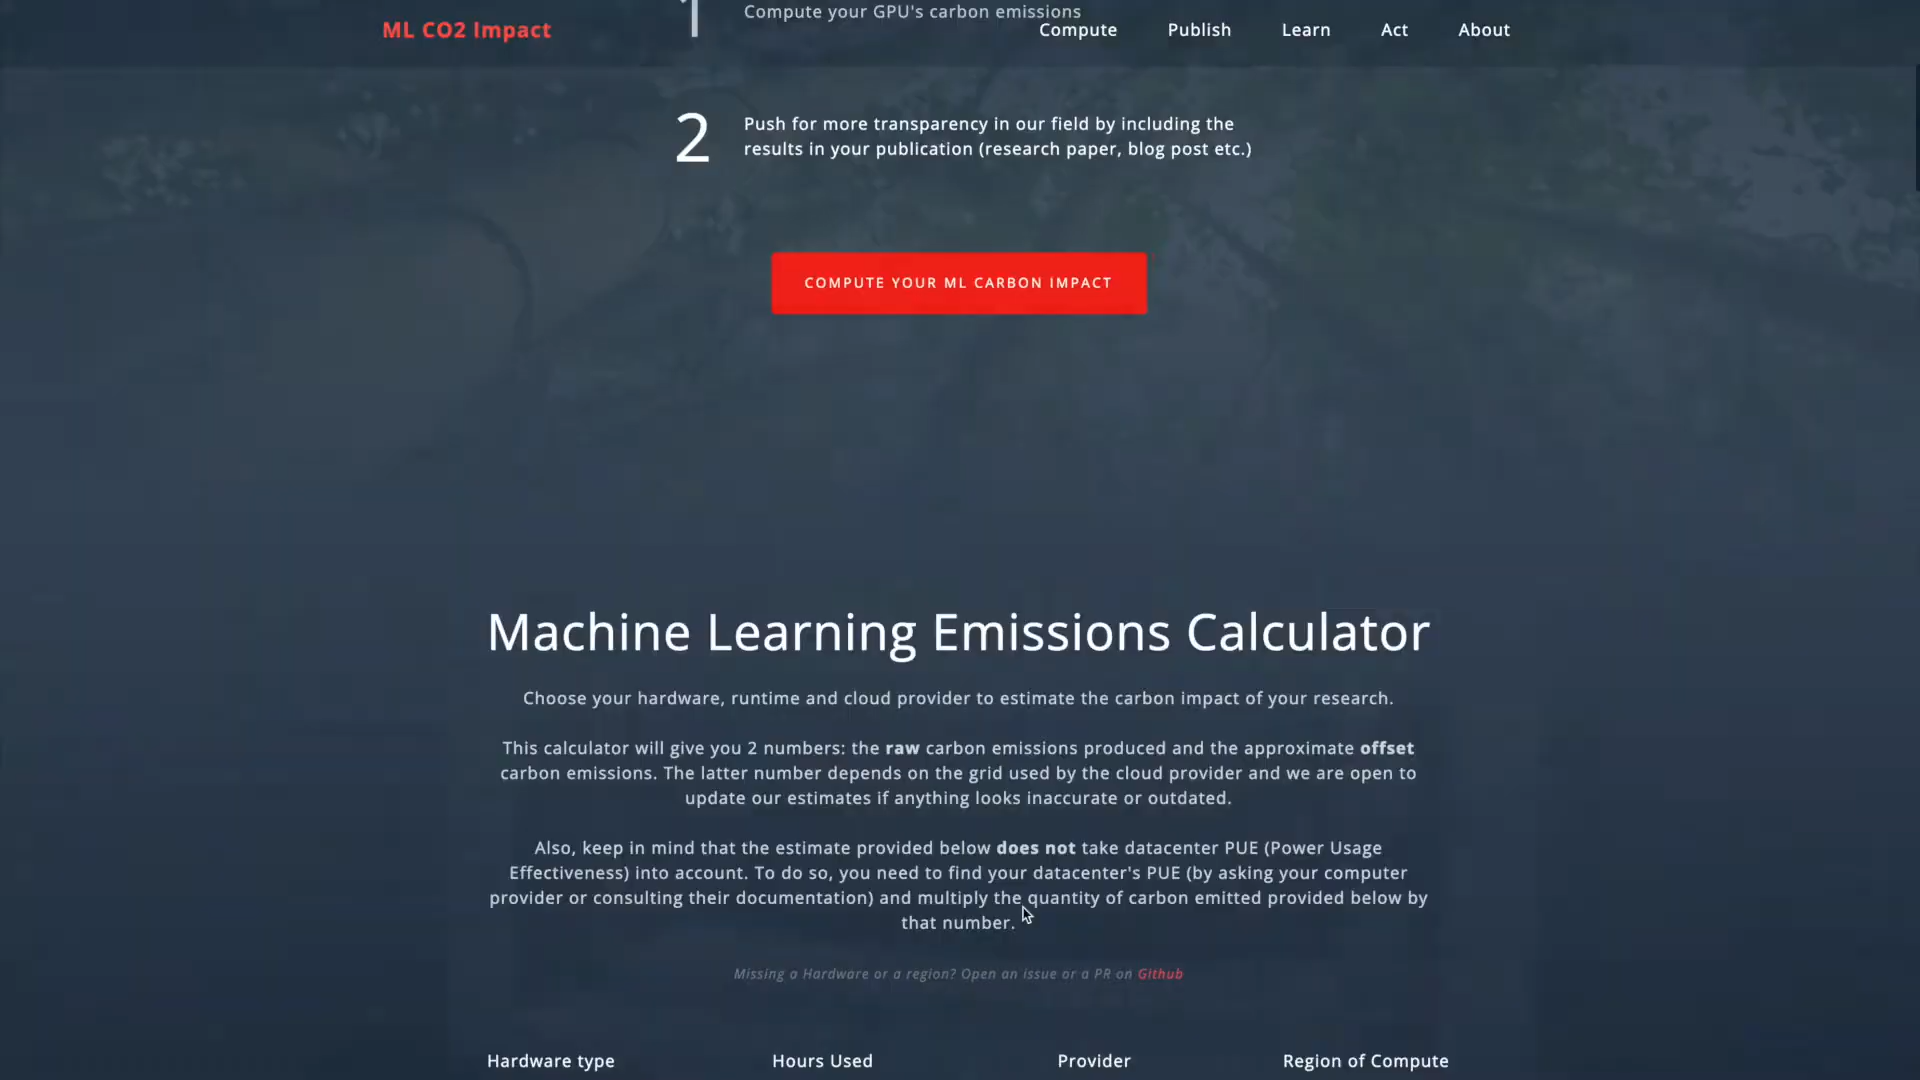 1
Compute your GPU's carbon emissions
ML CO2 Impact
Compute
Publish
Learn
Act
About
2
Push for more transparency in our field by including the
results in your publication (research paper, blog post etc.)
COMPUTE YOUR ML CARBON IMPACT
Machine Learning Emissions Calculator
Choose your hardware, runtime and cloud provider to estimate the carbon impact of your research.
This calculator will give you 2 numbers: the raw carbon emissions produced and the approximate offset
carbon emissions. The latter number depends on the grid used by the cloud provider and we are open to
update our estimates if anything looks inaccurate or outdated.
Also, keep in mind that the estimate provided below does not take datacenter PUE (Power Usage
Effectiveness) into account. To do so, you need to find your datacenter's PUE (by asking your computer
provider or consulting their documentation) and multiply the quantity of carbon emitted provided below by
that number.
Missing a Hardware or a region? Open an issue or a PR on Github
Hardware type
Hours Used
Provider
Region of Compute